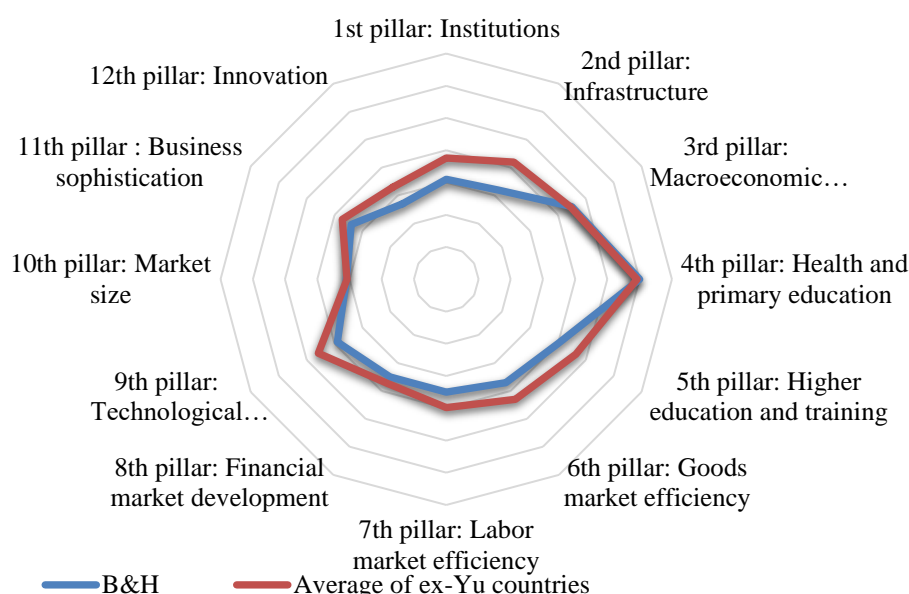 1st pillar: Institutions
2nd pillar:
Infrastructure
3rd pillar:
Macroeconomic…
4th pillar: Health and
primary education
5th pillar: Higher
education and training
6th pillar: Goods
market efficiency
7th pillar: Labor
market efficiency
8th pillar: Financial
market development
9th pillar:
Technological…
10th pillar: Market
size
11th pillar : Business
sophistication
12th pillar: Innovation
B&H
Average of ex-Yu countries